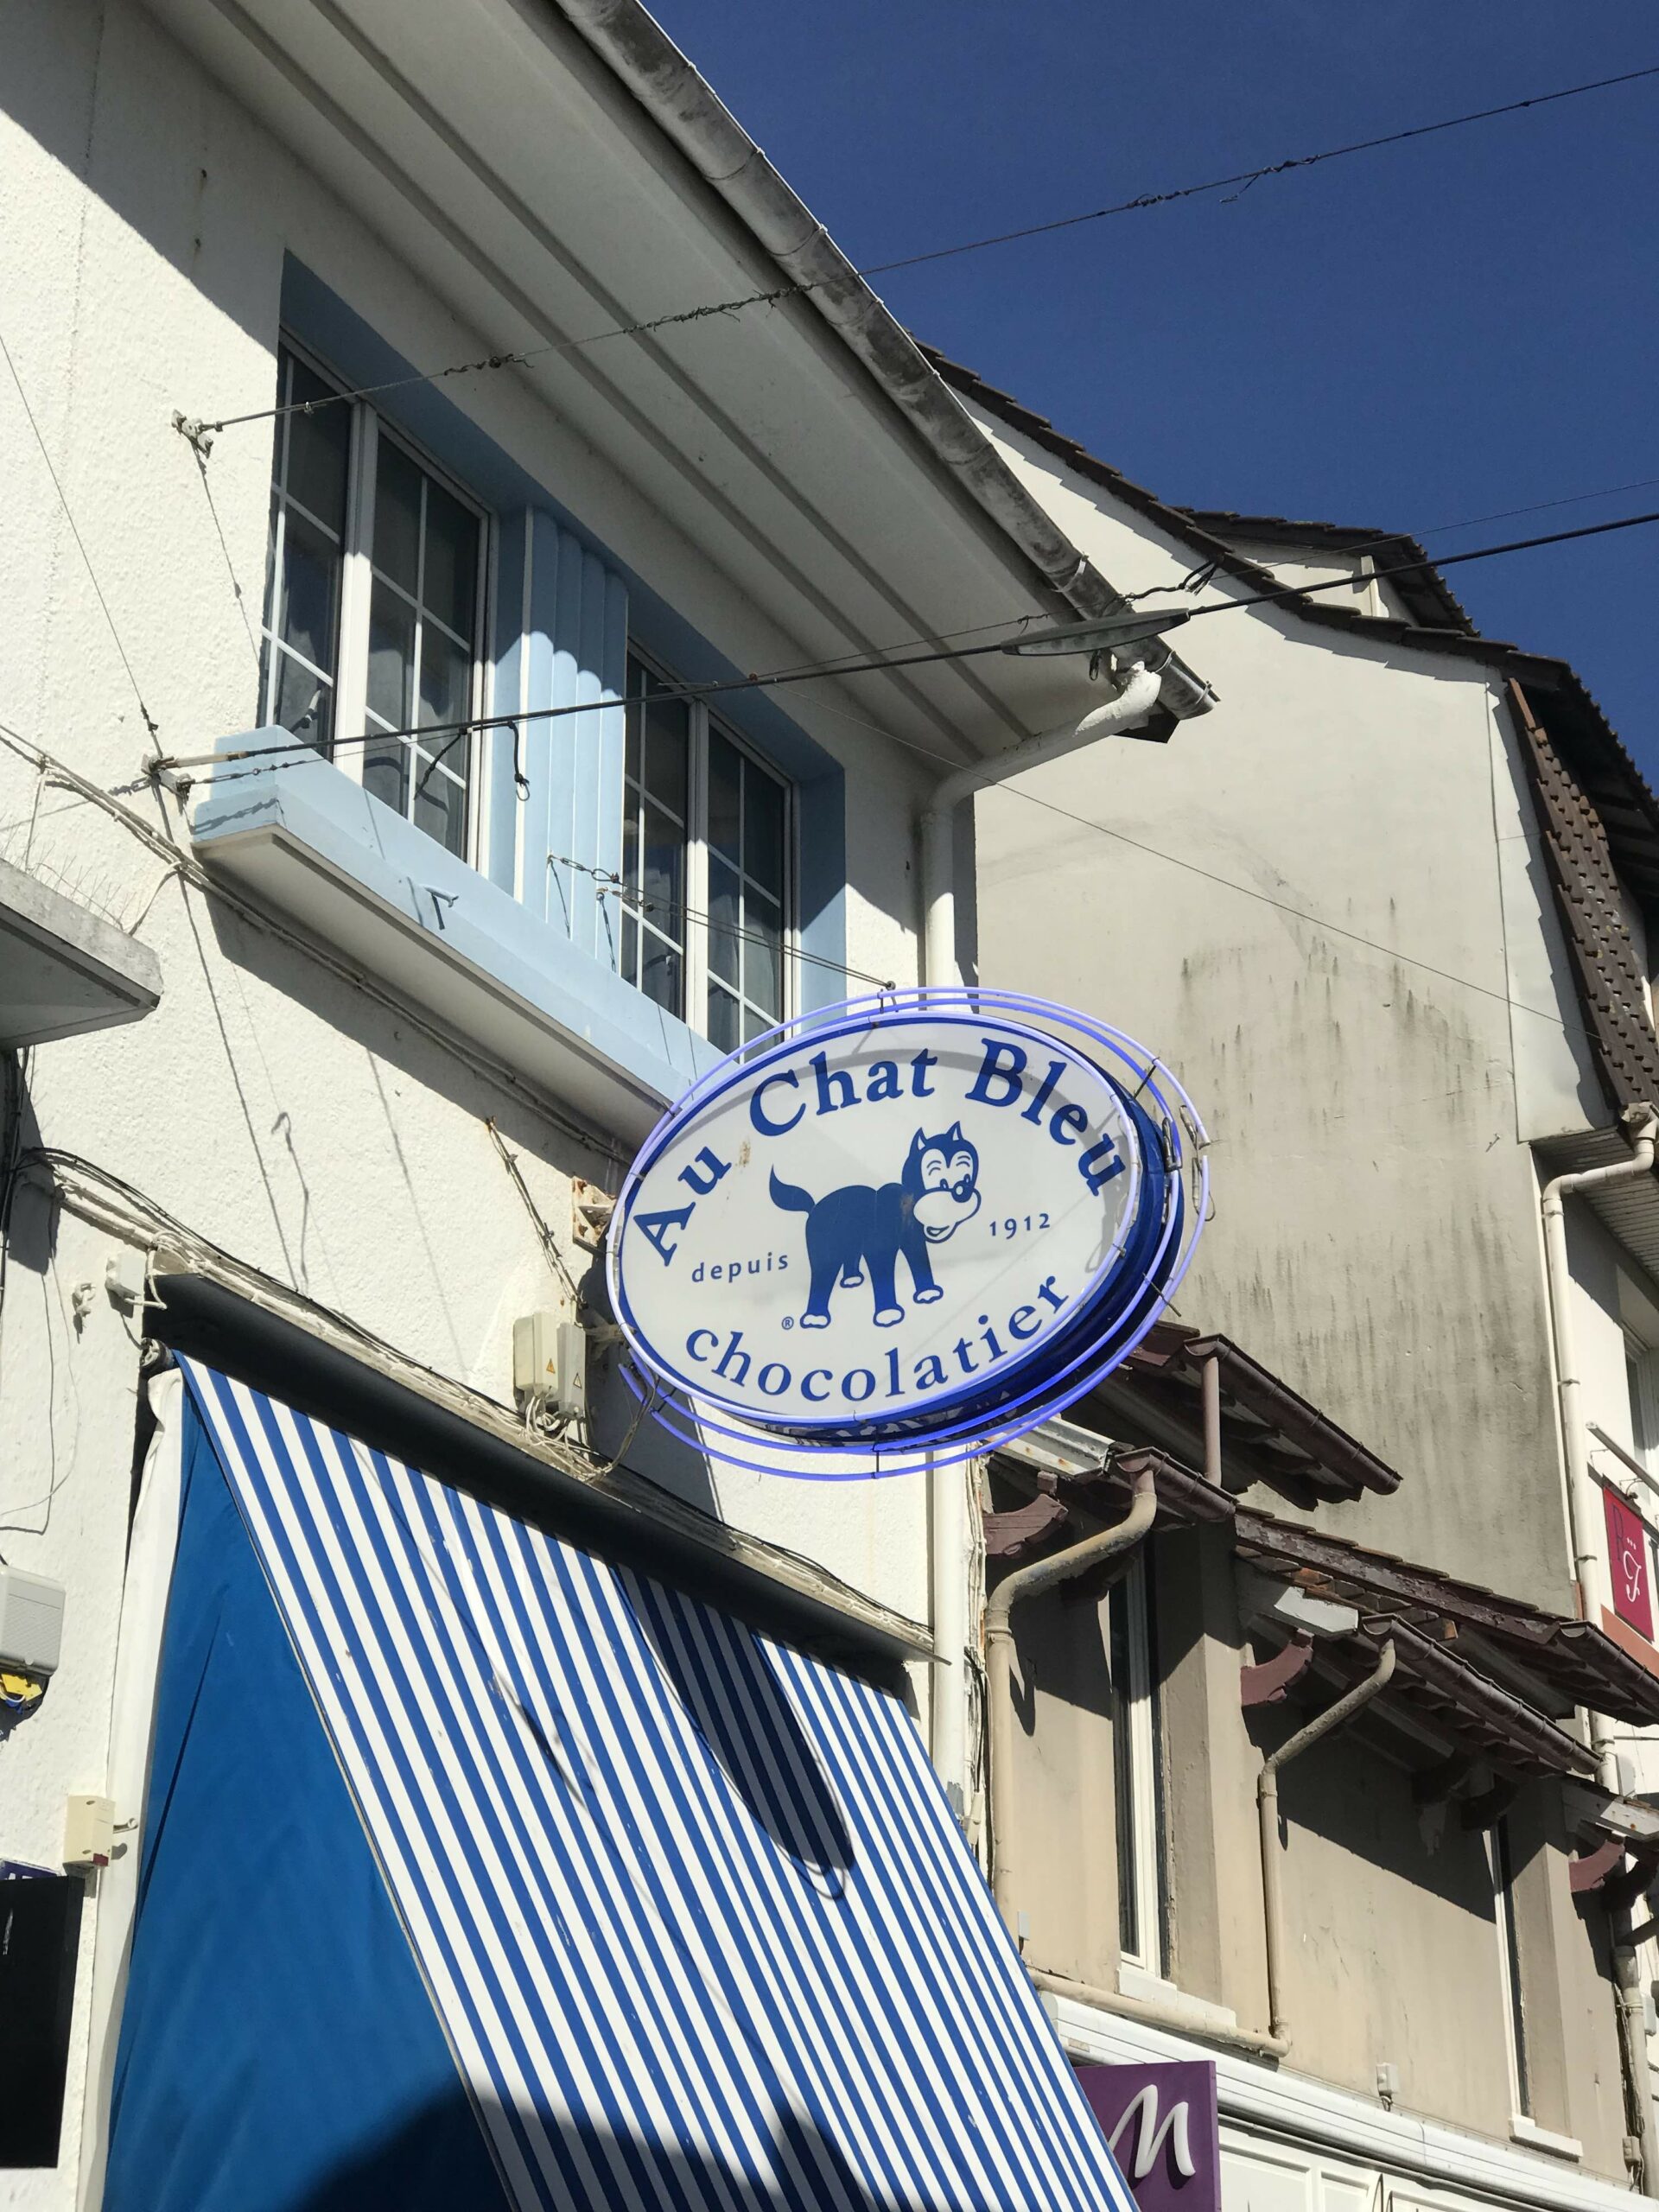 Au Chat Bleu
depuis 1912
®
chocolatier
M